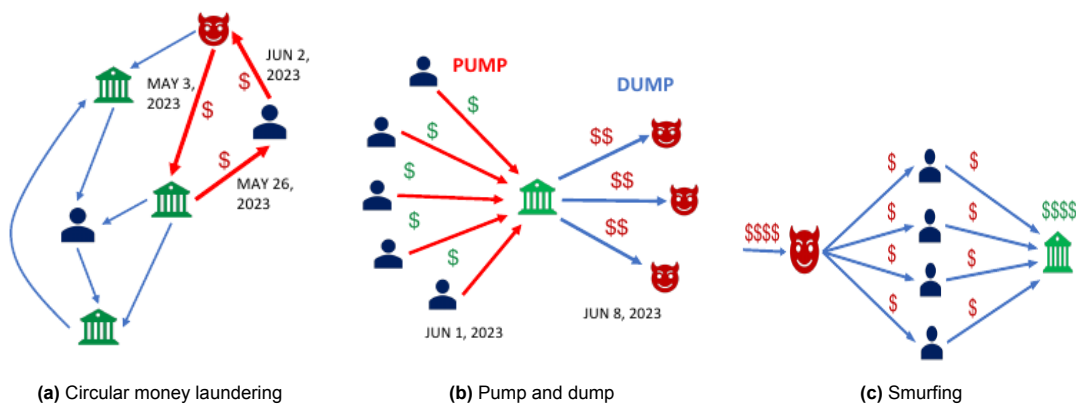 JUN 2,
2023
$
MAY 3,
2023
$
$
MAY 26,
2023
(a) Circular money laundering
PUMP
DUMP
$
$
$
$
$
$$
$$
$$
JUN 1, 2023
JUN 8, 2023
(b) Pump and dump
$ $
$ $
$$$$
$$$$
$ $
$ $
(c) Smurfing